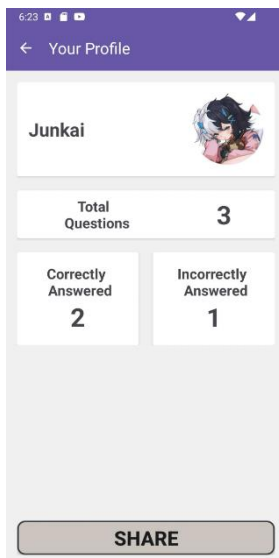 6:23
← Your Profile
Junkai
Total
Questions
3
Correctly
Answered
2
Incorrectly
Answered
1
SHARE